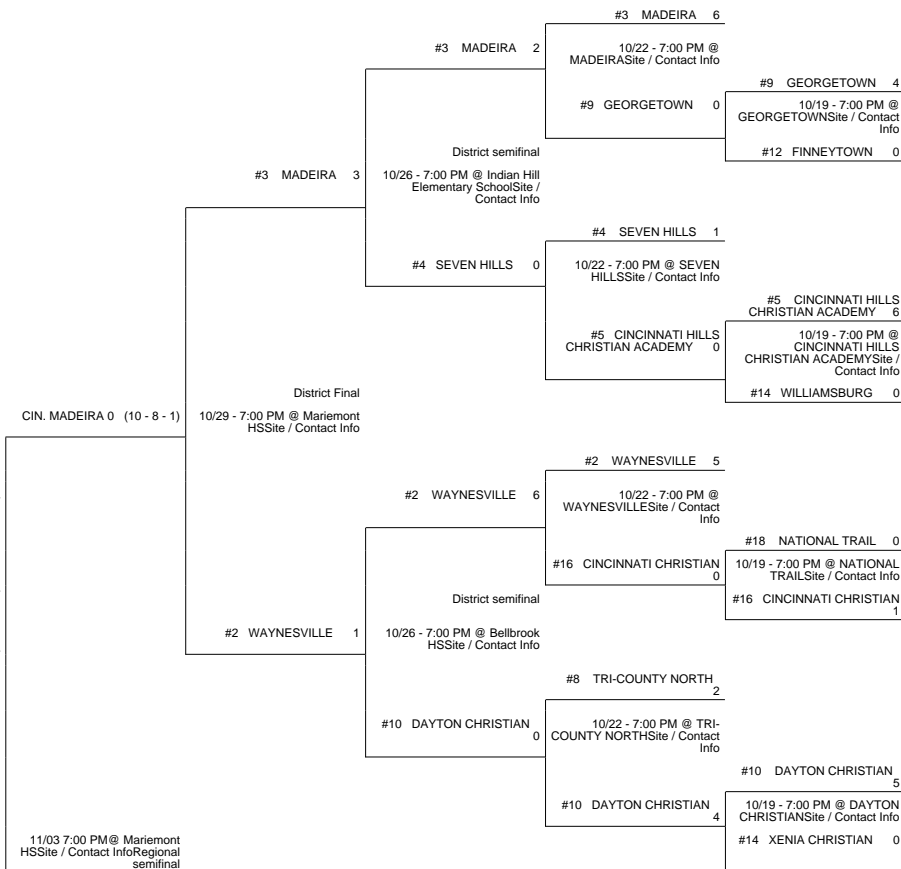 #3 MADEIRA 6
#3 MADEIRA 2
10/22 - 7:00 PM @
MADEIRASite / Contact Info
#9 GEORGETOWN 4
#9 GEORGETOWN 0
10/19 - 7:00 PM @
GEORGETOWNSite / Contact
Info
District semifinal
#12 FINNEYTOWN 0
#3 MADEIRA 3
10/26 - 7:00 PM @ Indian Hill
Elementary SchoolSite /
Contact Info
#4 SEVEN HILLS 1
#4 SEVEN HILLS 0
10/22 - 7:00 PM @ SEVEN
HILLSSite / Contact Info
#5 CINCINNATI HILLS
CHRISTIAN ACADEMY 6
#5 CINCINNATI HILLS
CHRISTIAN ACADEMY 0
10/19 - 7:00 PM @
CINCINNATI HILLS
CHRISTIAN ACADEMYSite /
Contact Info
District Final
#14 WILLIAMSBURG 0
CIN. MADEIRA 0 (10 - 8 - 1)
10/29 - 7:00 PM @ Mariemont
HSSite / Contact Info
#2 WAYNESVILLE 5
#2 WAYNESVILLE 6
10/22 - 7:00 PM @
WAYNESVILLESite / Contact
Info
#18 NATIONAL TRAIL 0
#16 CINCINNATI CHRISTIAN
0
10/19 - 7:00 PM @ NATIONAL
TRAILSite / Contact Info
District semifinal
#16 CINCINNATI CHRISTIAN
1
#2 WAYNESVILLE 1
10/26 - 7:00 PM @ Bellbrook
HSSite / Contact Info
#8 TRI-COUNTY NORTH
2
#10 DAYTON CHRISTIAN
0
10/22 - 7:00 PM @ TRI-
COUNTY NORTHSite / Contact
Info
#10 DAYTON CHRISTIAN
5
#10 DAYTON CHRISTIAN
4
10/19 - 7:00 PM @ DAYTON
CHRISTIANSite / Contact Info
#14 XENIA CHRISTIAN 0
11/03 7:00 PM@ Mariemont
HSSite / Contact InfoRegional
semifinal